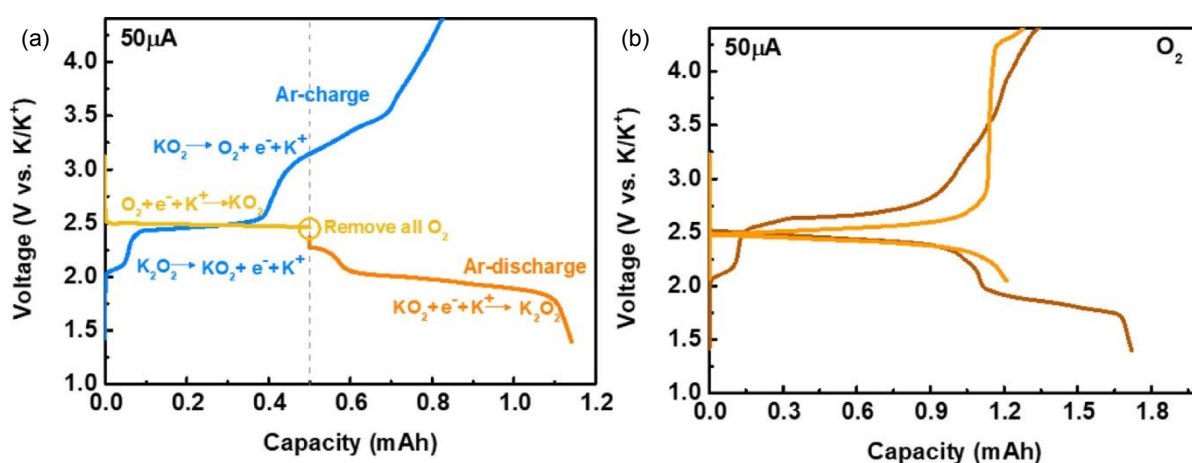 (a)
50μA
Ar-charge
KO₂→O₂+ e⁻+ K⁺
O₂+ e⁻+ K⁺→KO₂
Remove all O₂
K₂O₂→ KO₂+ e⁻+ K⁺
Ar-discharge
KO₂+ e⁻+ K⁺→ K₂O₂
Voltage (V vs. K/K⁺)
4.0
3.5
3.0
2.5
2.0
1.5
1.0
0.0 0.2 0.4 0.6 0.8 1.0 1.2
Capacity (mAh)
(b)
50μA
O₂
Voltage (V vs. K/K⁺)
4.0
3.5
3.0
2.5
2.0
1.5
1.0
0.0 0.3 0.6 0.9 1.2 1.5 1.8
Capacity (mAh)